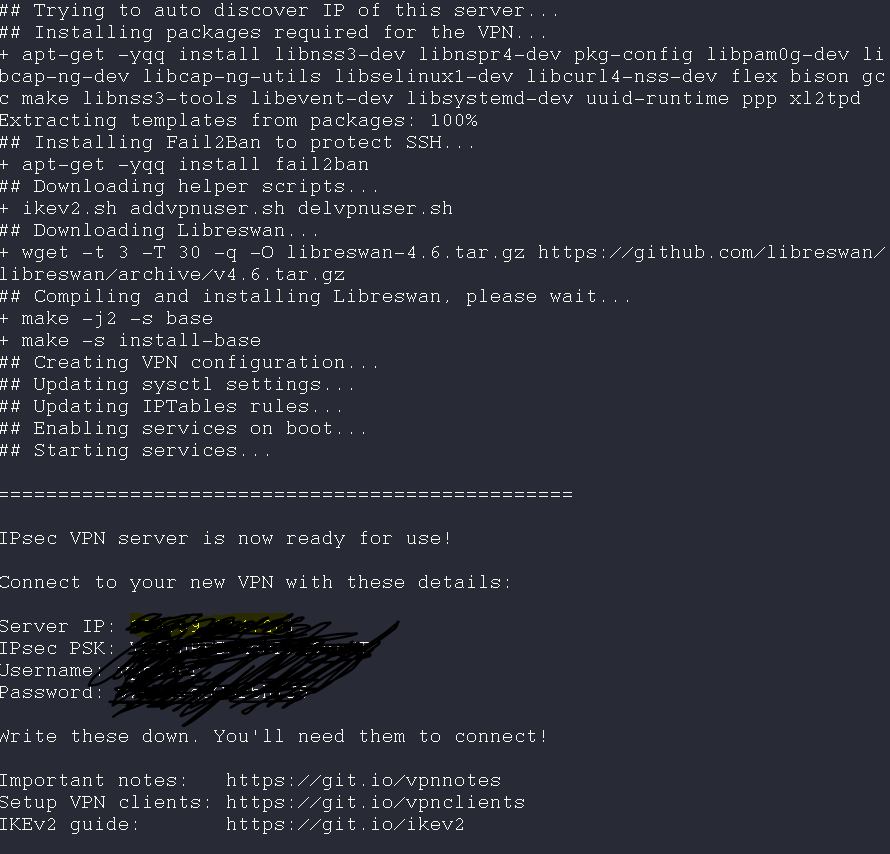 ## Trying to auto discover IP of this server...
## Installing packages required for the VPN...
+ apt-get -yqq install libnss3-dev libnspr4-dev pkg-config libpam0g-dev li
bcap-ng-dev libcap-ng-utils libselinux1-dev libcurl4-nss-dev flex bison gc
c make libnss3-tools libevent-dev libsystemd-dev uuid-runtime ppp xl2tpd
Extracting templates from packages: 100%
## Installing Fail2Ban to protect SSH...
+ apt-get -yqq install fail2ban
## Downloading helper scripts...
+ ikev2.sh addvpnuser.sh delvpnuser.sh
## Downloading Libreswan...
+ wget -t 3 -T 30 -q -O libreswan-4.6.tar.gz https://github.com/libreswan/
libreswan/archive/v4.6.tar.gz
## Compiling and installing Libreswan, please wait...
+ make -j2 -s base
+ make -s install-base
## Creating VPN configuration...
## Updating sysctl settings...
## Updating IPTables rules...
## Enabling services on boot...
## Starting services...
================================================
IPsec VPN server is now ready for use!
Connect to your new VPN with these details:
Server IP:
IPsec PSK:
Username:
Password:
Write these down. You'll need them to connect!
Important notes:   https://git.io/vpnnotes
Setup VPN clients: https://git.io/vpnclients
IKEv2 guide:       https://git.io/ikev2